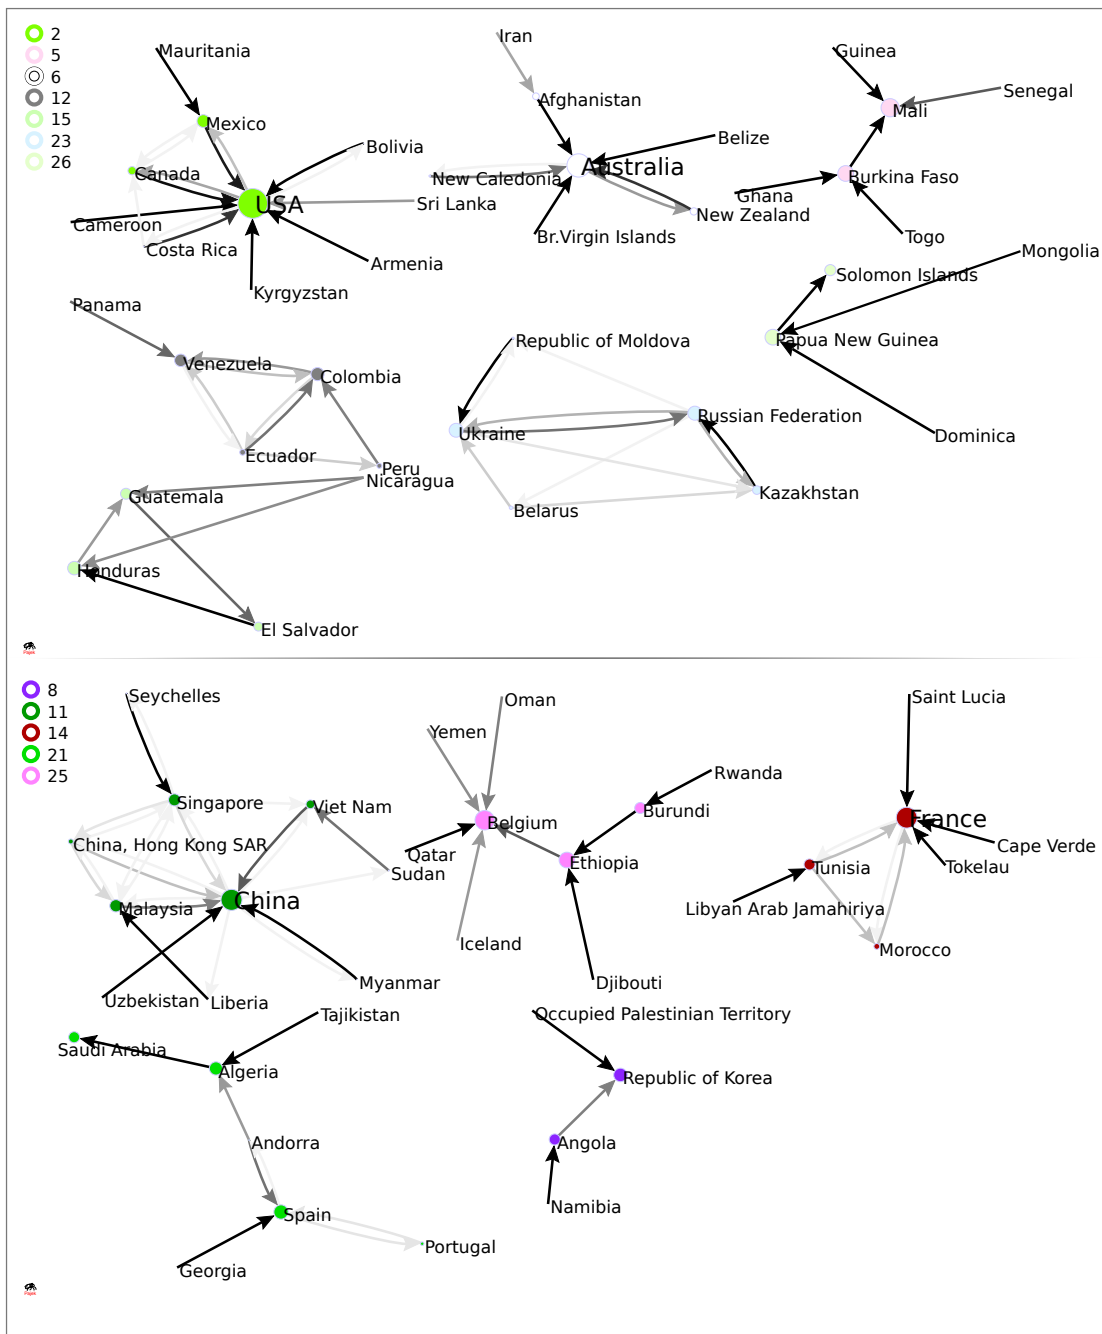 2
5
6
12
15
23
26
Mauritania
Mexico
Canada
Bolivia
USA
Sri Lanka
Cameroon
Costa Rica
Armenia
Kyrgyzstan
Iran
Afghanistan
Belize
Australia
New Caledonia
New Zealand
Br.Virgin Islands
Guinea
Senegal
Mali
Burkina Faso
Ghana
Togo
Mongolia
Solomon Islands
Papua New Guinea
Dominica
Panama
Venezuela
Colombia
Ecuador
Peru
Nicaragua
Guatemala
Honduras
El Salvador
Republic of Moldova
Russian Federation
Ukraine
Kazakhstan
Belarus
8
11
14
21
25
Seychelles
Singapore
Viet Nam
China, Hong Kong SAR
Sudan
China
Malaysia
Myanmar
Uzbekistan
Liberia
Oman
Yemen
Rwanda
Burundi
Belgium
Qatar
Ethiopia
Iceland
Djibouti
Saint Lucia
France
Cape Verde
Tokelau
Tunisia
Libyan Arab Jamahiriya
Morocco
Tajikistan
Saudi Arabia
Algeria
Andorra
Spain
Portugal
Georgia
Occupied Palestinian Territory
Republic of Korea
Angola
Namibia